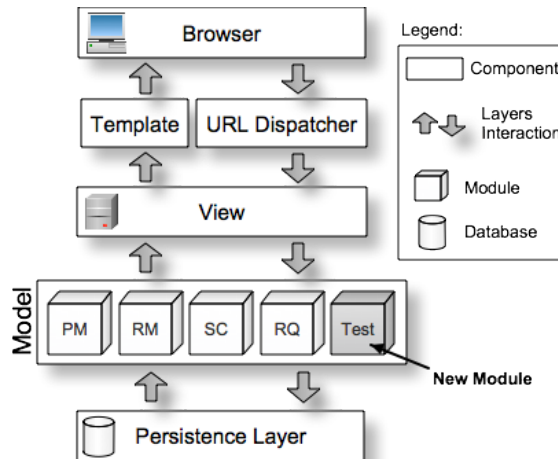 Browser
Legend:
Component
Template
URL Dispatcher
Layers
Interaction
View
Module
Database
Model
PM
RM
SC
RQ
Test
New Module
Persistence Layer